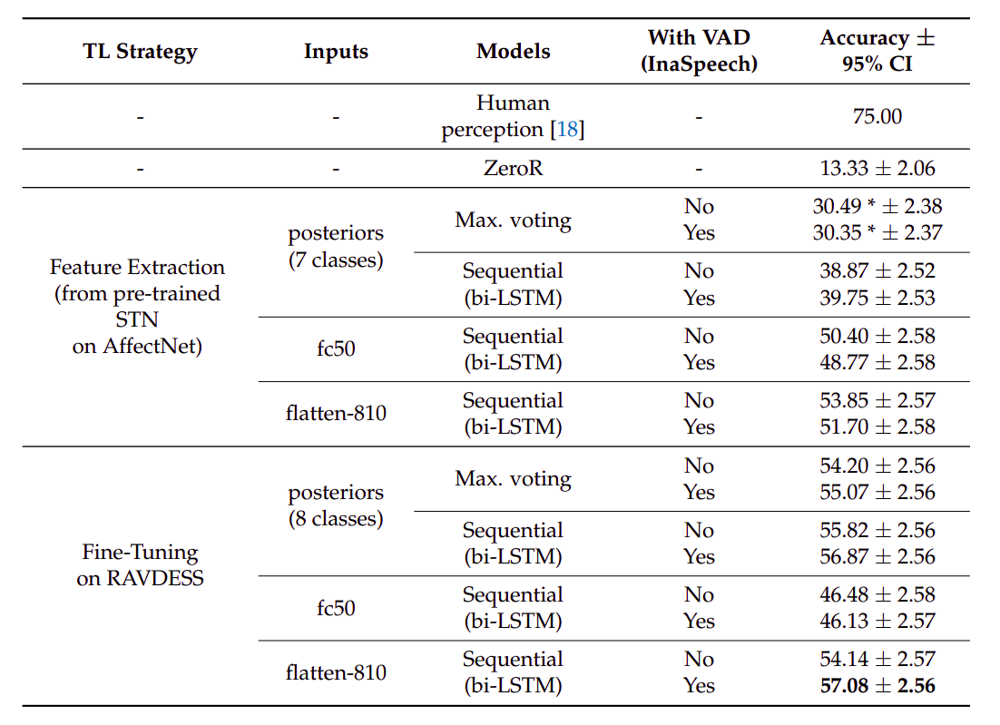 TL Strategy Inputs Models With VAD (InaSpeech) Accuracy ± 95% CI
- - Human perception [18] - 75.00
- - ZeroR - 13.33 ± 2.06
Feature Extraction (from pre-trained STN on AffectNet) posteriors (7 classes) Max. voting No 30.49 * ± 2.38
Yes 30.35 * ± 2.37
Sequential (bi-LSTM) No 38.87 ± 2.52
Yes 39.75 ± 2.53
fc50 Sequential (bi-LSTM) No 50.40 ± 2.58
Yes 48.77 ± 2.58
flatten-810 Sequential (bi-LSTM) No 53.85 ± 2.57
Yes 51.70 ± 2.58
Fine-Tuning on RAVDESS posteriors (8 classes) Max. voting No 54.20 ± 2.56
Yes 55.07 ± 2.56
Sequential (bi-LSTM) No 55.82 ± 2.56
Yes 56.87 ± 2.56
fc50 Sequential (bi-LSTM) No 46.48 ± 2.58
Yes 46.13 ± 2.57
flatten-810 Sequential (bi-LSTM) No 54.14 ± 2.57
Yes 57.08 ± 2.56